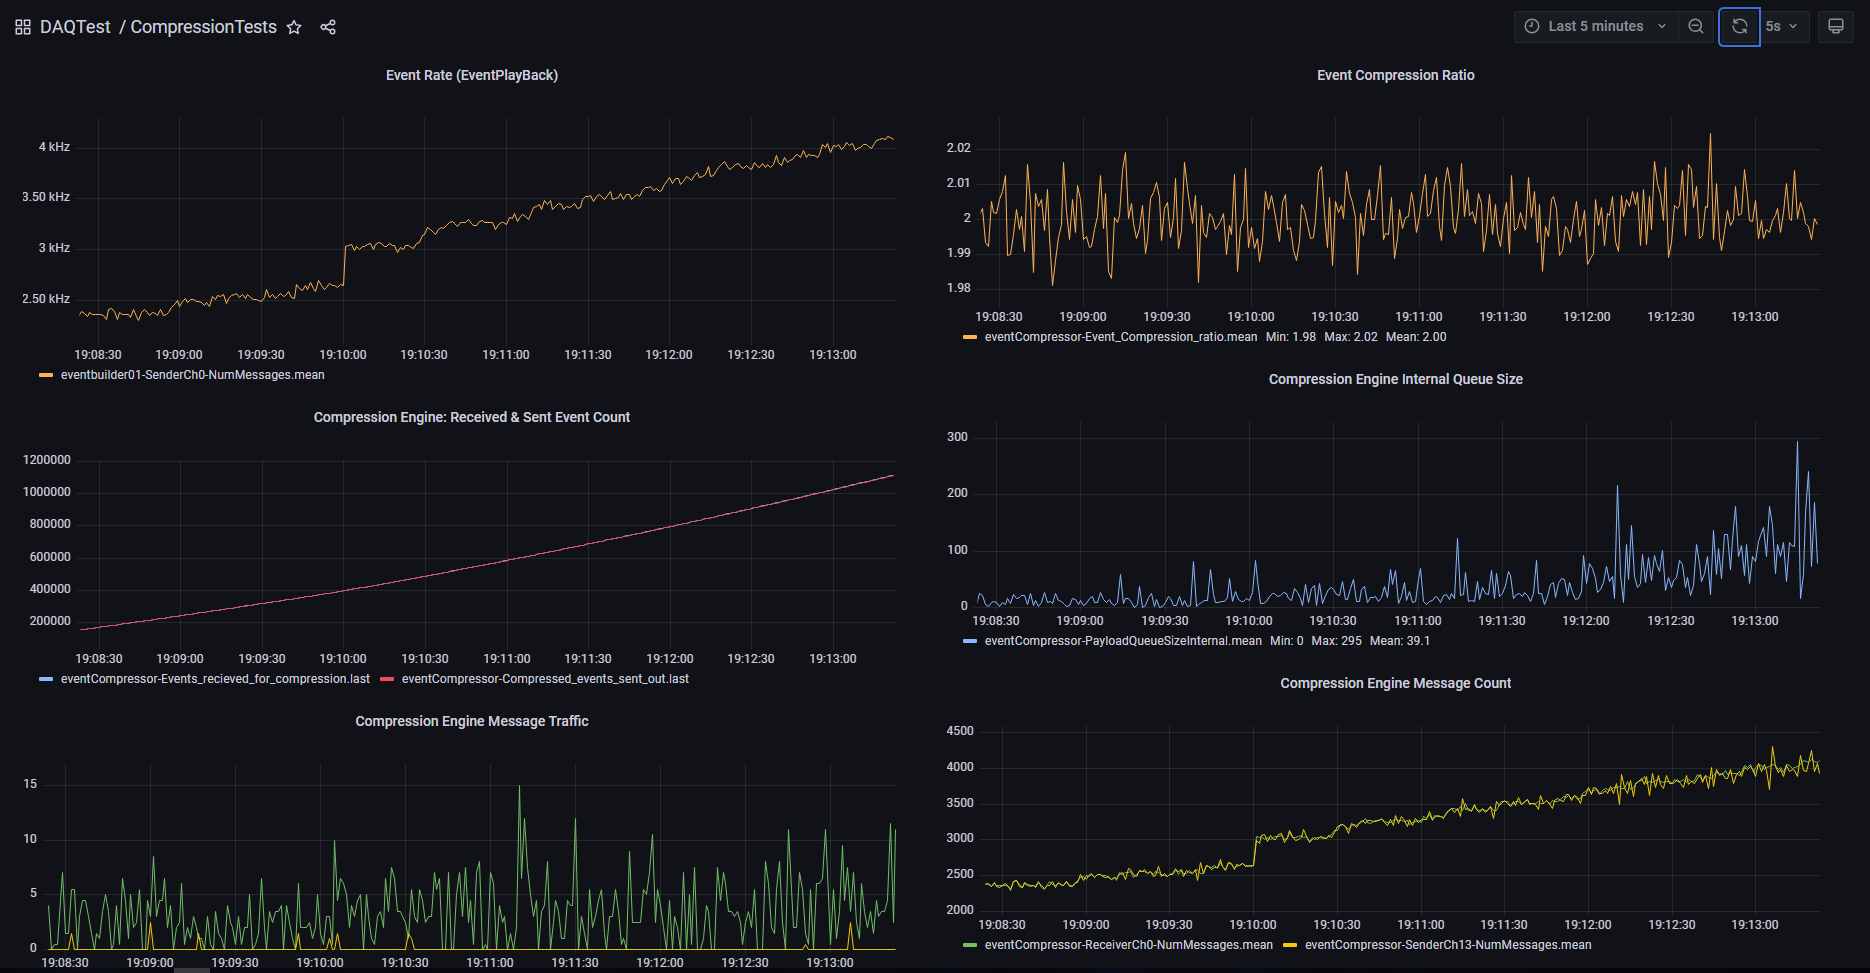 DAQTest / CompressionTests
Last 5 minutes
5s
Event Rate (EventPlayBack)
4 kHz
3.50 kHz
3 kHz
2.50 kHz
19:08:30 19:09:00 19:09:30 19:10:00 19:10:30 19:11:00 19:11:30 19:12:00 19:12:30 19:13:00
eventbuilder01-SenderCh0-NumMessages.mean
Event Compression Ratio
2.02
2.01
2
1.99
1.98
19:08:30 19:09:00 19:09:30 19:10:00 19:10:30 19:11:00 19:11:30 19:12:00 19:12:30 19:13:00
eventCompressor-Event_Compression_ratio.mean Min: 1.98 Max: 2.02 Mean: 2.00
Compression Engine: Received & Sent Event Count
1200000
1000000
800000
600000
400000
200000
19:08:30 19:09:00 19:09:30 19:10:00 19:10:30 19:11:00 19:11:30 19:12:00 19:12:30 19:13:00
eventCompressor-Events_recieved_for_compression.last eventCompressor-Compressed_events_sent_out.last
Compression Engine Internal Queue Size
300
200
100
0
19:08:30 19:09:00 19:09:30 19:10:00 19:10:30 19:11:00 19:11:30 19:12:00 19:12:30 19:13:00
eventCompressor-PayloadQueueSizeInternal.mean Min: 0 Max: 295 Mean: 39.1
Compression Engine Message Traffic
15
10
5
0
19:08:30 19:09:00 19:09:30 19:10:00 19:10:30 19:11:00 19:11:30 19:12:00 19:12:30 19:13:00
Compression Engine Message Count
4500
4000
3500
3000
2500
2000
19:08:30 19:09:00 19:09:30 19:10:00 19:10:30 19:11:00 19:11:30 19:12:00 19:12:30 19:13:00
eventCompressor-ReceiverCh0-NumMessages.mean eventCompressor-SenderCh13-NumMessages.mean